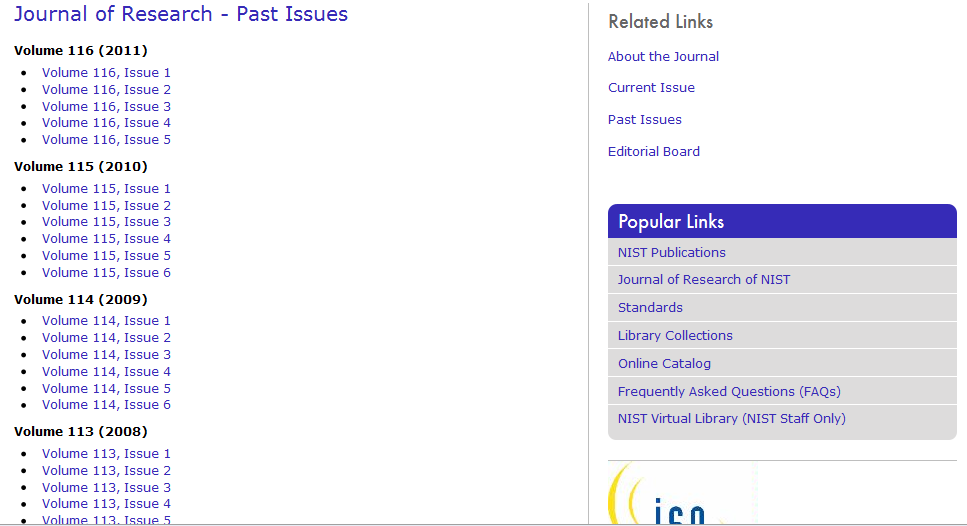 Journal of Research - Past Issues
Volume 116 (2011)
Volume 116, Issue 1
Volume 116, Issue 2
Volume 116, Issue 3
Volume 116, Issue 4
Volume 116, Issue 5
Volume 115 (2010)
Volume 115, Issue 1
Volume 115, Issue 2
Volume 115, Issue 3
Volume 115, Issue 4
Volume 115, Issue 5
Volume 115, Issue 6
Volume 114 (2009)
Volume 114, Issue 1
Volume 114, Issue 2
Volume 114, Issue 3
Volume 114, Issue 4
Volume 114, Issue 5
Volume 114, Issue 6
Volume 113 (2008)
Volume 113, Issue 1
Volume 113, Issue 2
Volume 113, Issue 3
Volume 113, Issue 4
Volume 113, Issue 5
Related Links
About the Journal
Current Issue
Past Issues
Editorial Board
Popular Links
NIST Publications
Journal of Research of NIST
Standards
Library Collections
Online Catalog
Frequently Asked Questions (FAQs)
NIST Virtual Library (NIST Staff Only)